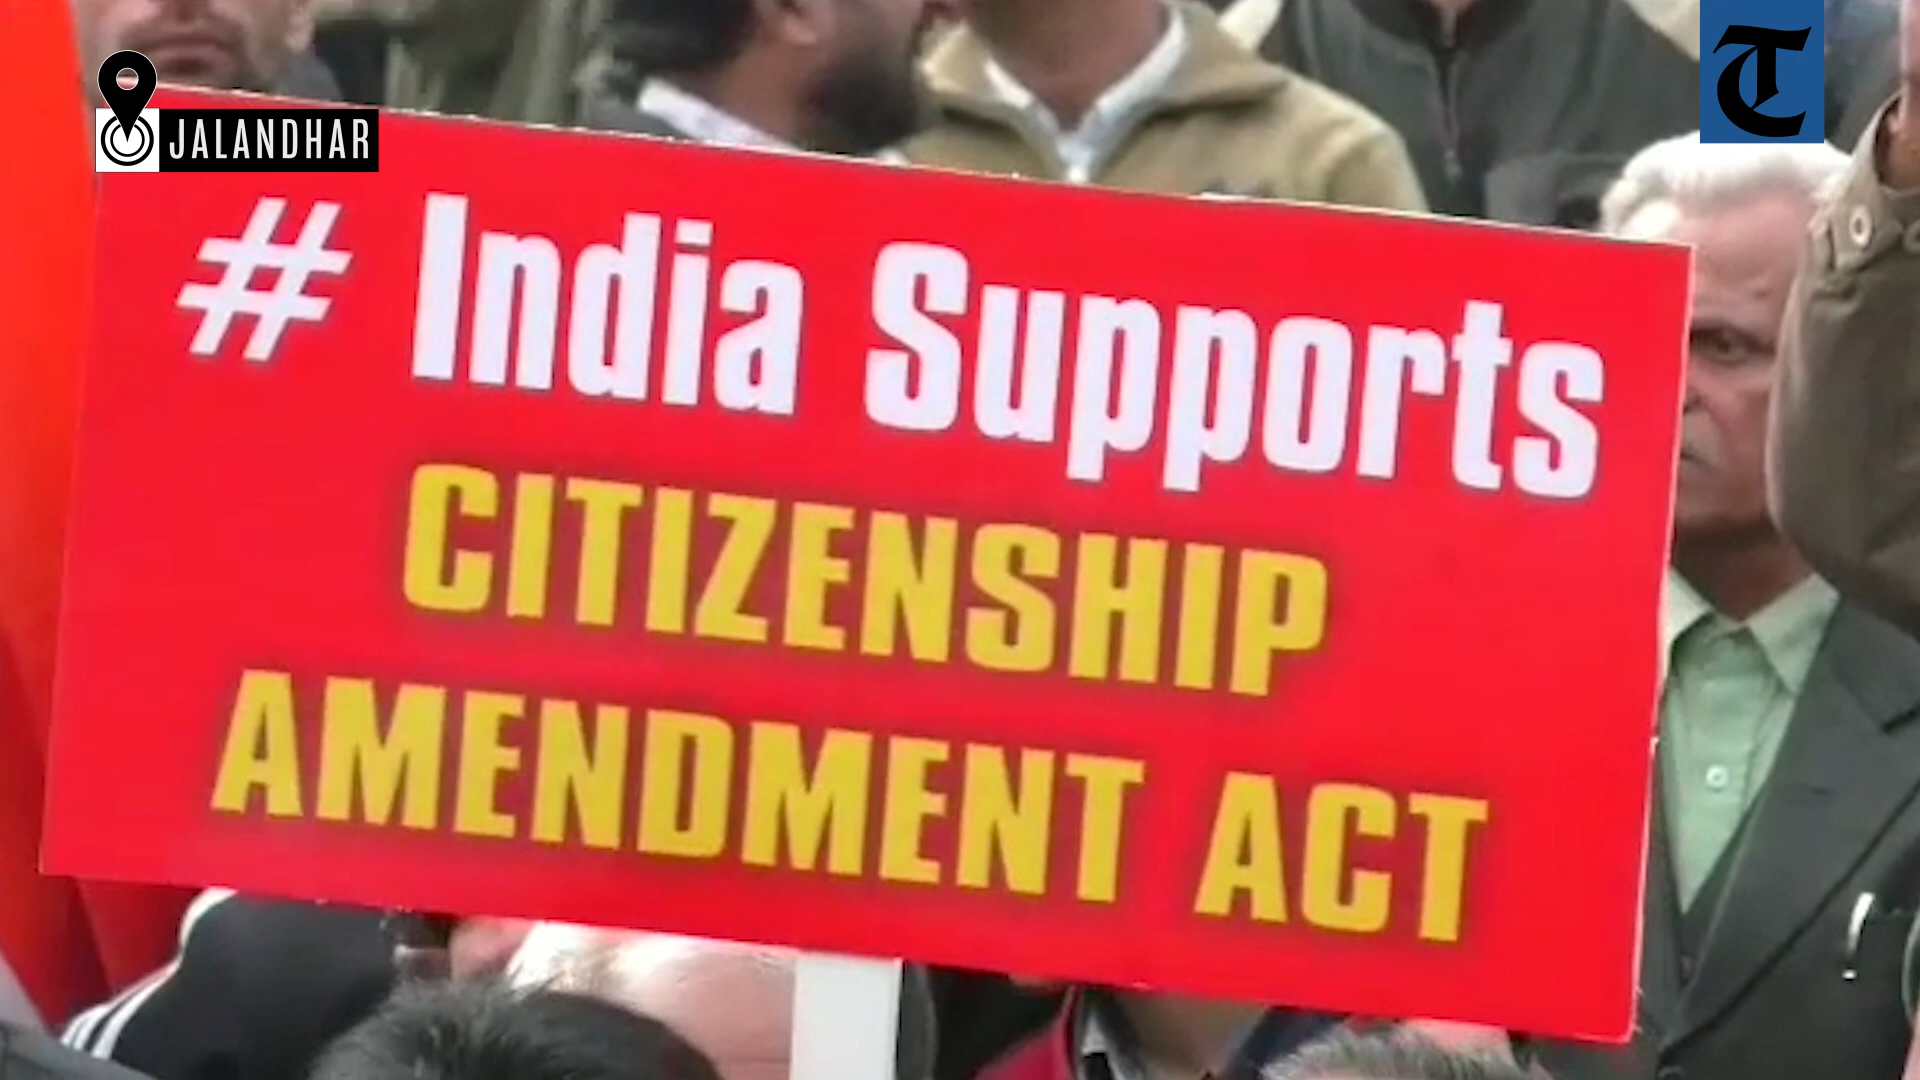 JALANDHAR
T
# India Supports
CITIZENSHIP
AMENDMENT ACT